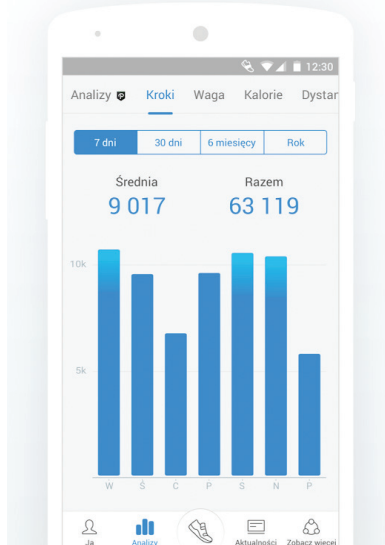 12:30
Analizy Kroki Waga Kalorie Dystar
7 dni 30 dni 6 miesięcy Rok
Średnia Razem
9 017 63 119
10k
5k
W Ś C P S N P
Ja Analizy Aktualności Zobacz więcej